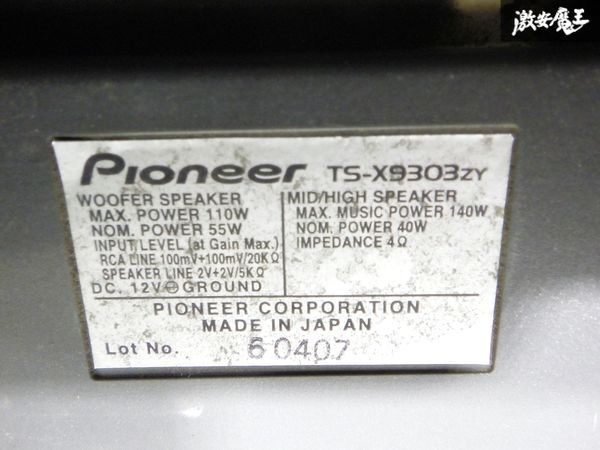 激安魔王
Pioneer TS-X9303ZY
WOOFER SPEAKER
MAX. POWER 110W
NOM. POWER 55W
INPUT LEVEL (at Gain Max.)
RCA LINE 100mV+100mV/20KΩ
SPEAKER LINE 2V+2V/5KΩ
DC. 12V⊖GROUND
MID/HIGH SPEAKER
MAX. MUSIC POWER 140W
NOM. POWER 40W
IMPEDANCE 4Ω
PIONEER CORPORATION
MADE IN JAPAN
Lot No. 60407